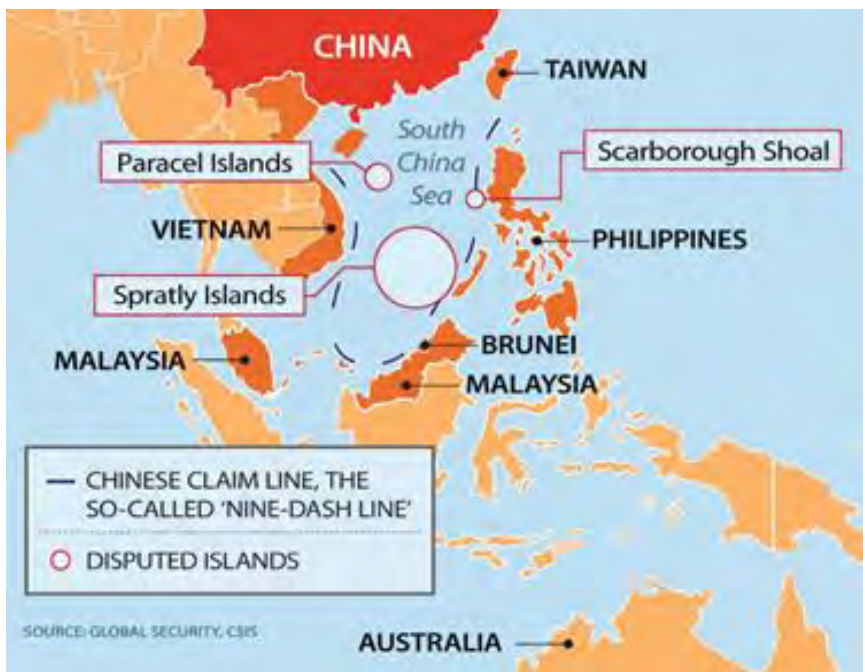 CHINA
TAIWAN
South
China
Sea
Paracel Islands
Scarborough Shoal
VIETNAM
PHILIPPINES
Spratly Islands
MALAYSIA
BRUNEI
MALAYSIA
CHINESE CLAIM LINE, THE
SO-CALLED ‘NINE-DASH LINE’
DISPUTED ISLANDS
SOURCE: GLOBAL SECURITY, CSIS
AUSTRALIA